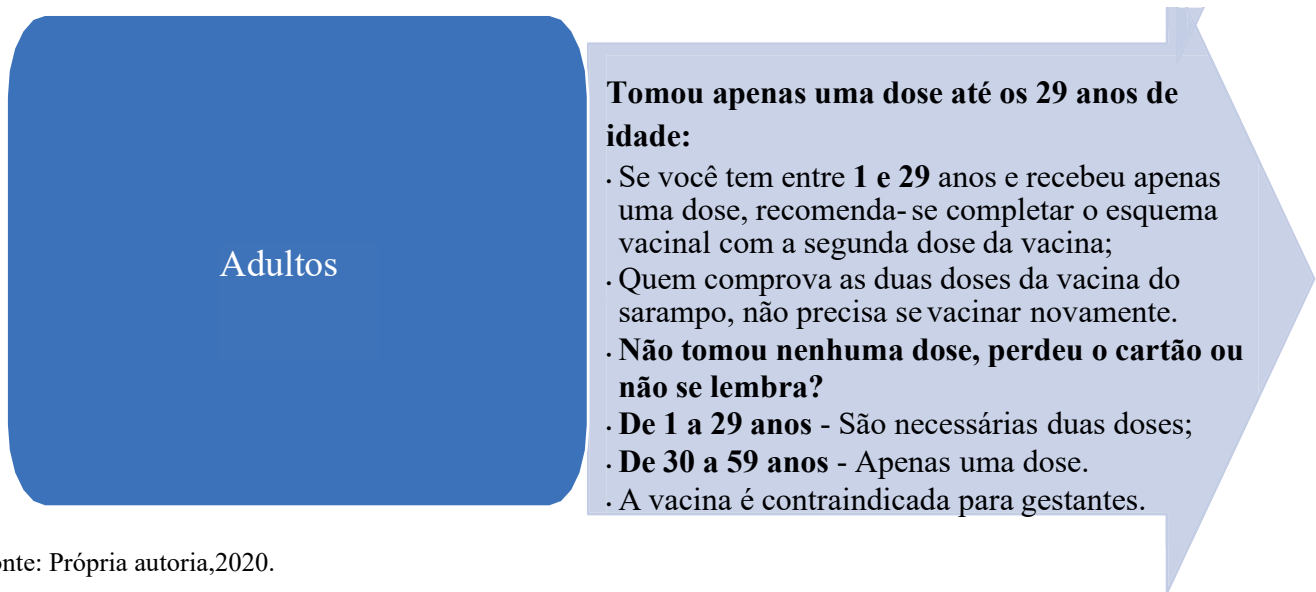 Adultos
Tomou apenas uma dose até os 29 anos de
idade:
· Se você tem entre 1 e 29 anos e recebeu apenas
uma dose, recomenda- se completar o esquema
vacinal com a segunda dose da vacina;
· Quem comprova as duas doses da vacina do
sarampo, não precisa se vacinar novamente.
· Não tomou nenhuma dose, perdeu o cartão ou
não se lembra?
· De 1 a 29 anos - São necessárias duas doses;
· De 30 a 59 anos - Apenas uma dose.
· A vacina é contraindicada para gestantes.
onte: Própria autoria,2020.